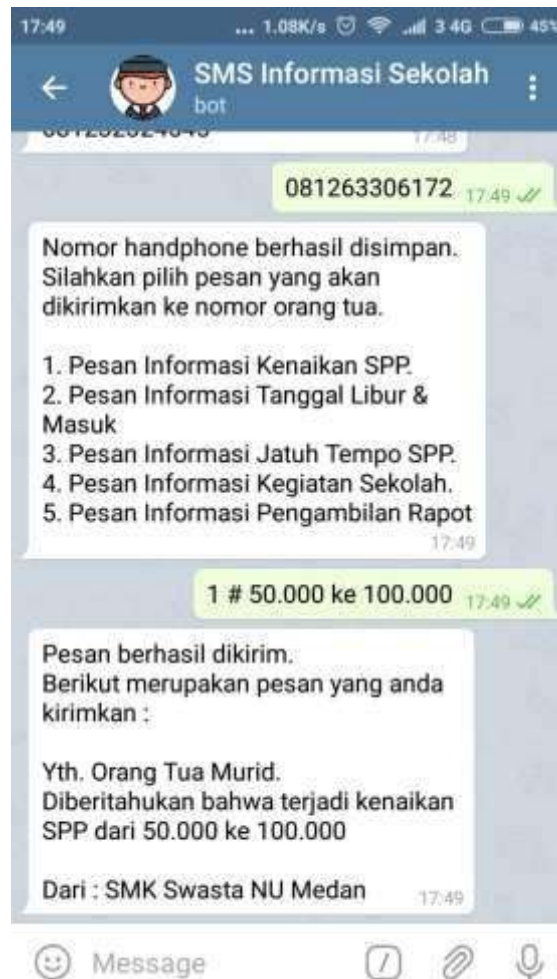 17:49 ... 1.08K/s 3 4G 45%
SMS Informasi Sekolah
bot
17:48
081263306172 17:49
Nomor handphone berhasil disimpan.
Silahkan pilih pesan yang akan
dikirimkan ke nomor orang tua.
1. Pesan Informasi Kenaikan SPP.
2. Pesan Informasi Tanggal Libur &
Masuk
3. Pesan Informasi Jatuh Tempo SPP.
4. Pesan Informasi Kegiatan Sekolah.
5. Pesan Informasi Pengambilan Rapot
17:49
1 # 50.000 ke 100.000 17:49
Pesan berhasil dikirim.
Berikut merupakan pesan yang anda
kirimkan :
Yth. Orang Tua Murid.
Diberitahukan bahwa terjadi kenaikan
SPP dari 50.000 ke 100.000
Dari : SMK Swasta NU Medan 17:49
Message